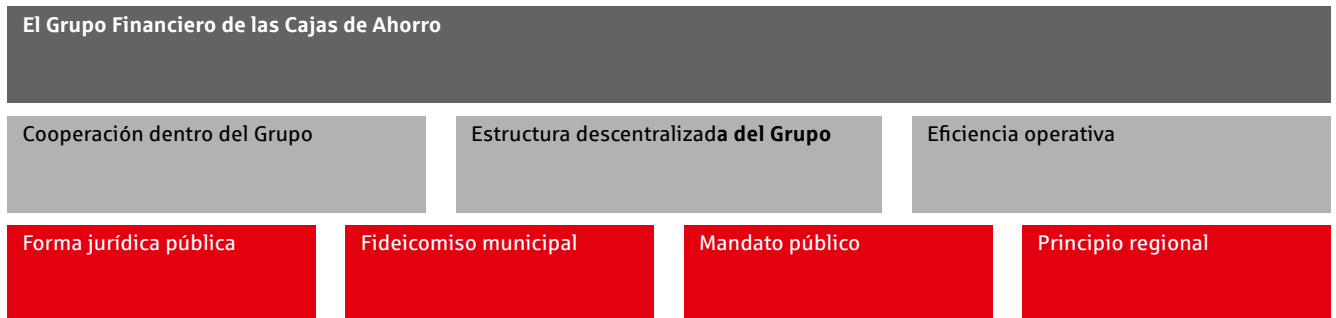 El Grupo Financiero de las Cajas de Ahorro
Cooperación dentro del Grupo
Estructura descentralizada del Grupo
Eficiencia operativa
Forma jurídica pública
Fideicomiso municipal
Mandato público
Principio regional